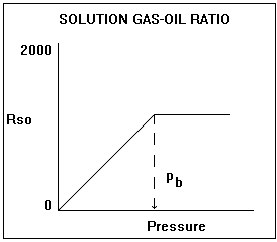 SOLUTION GAS-OIL RATIO
2000
Rso
Pb
0
Pressure